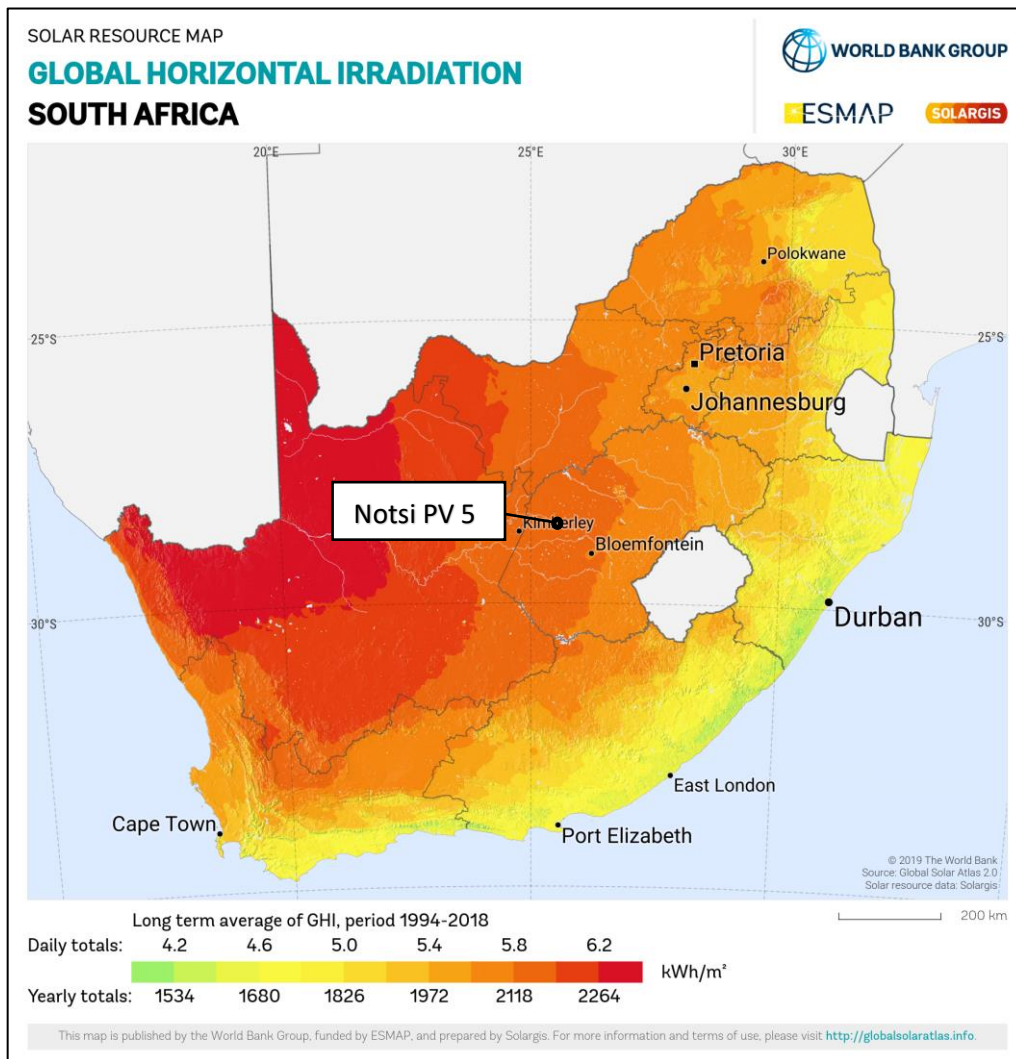 SOLAR RESOURCE MAP
GLOBAL HORIZONTAL IRRADIATION
SOUTH AFRICA
WORLD BANK GROUP
ESMAP
SOLARGIS
20°E
25°E
30°E
Polokwane
25°S
25°S
Pretoria
Johannesburg
Notsi PV 5
Kimberley
Bloemfontein
Durban
30°S
30°S
East London
Cape Town
Port Elizabeth
© 2019 The World Bank
Source: Global Solar Atlas 2.0
Solar resource data: Solargis
200 km
Long term average of GHI, period 1994-2018
Daily totals: 4.2 4.6 5.0 5.4 5.8 6.2
kWh/m²
Yearly totals: 1534 1680 1826 1972 2118 2264
This map is published by the World Bank Group, funded by ESMAP, and prepared by Solargis. For more information and terms of use, please visit http://globalsolaratlas.info.